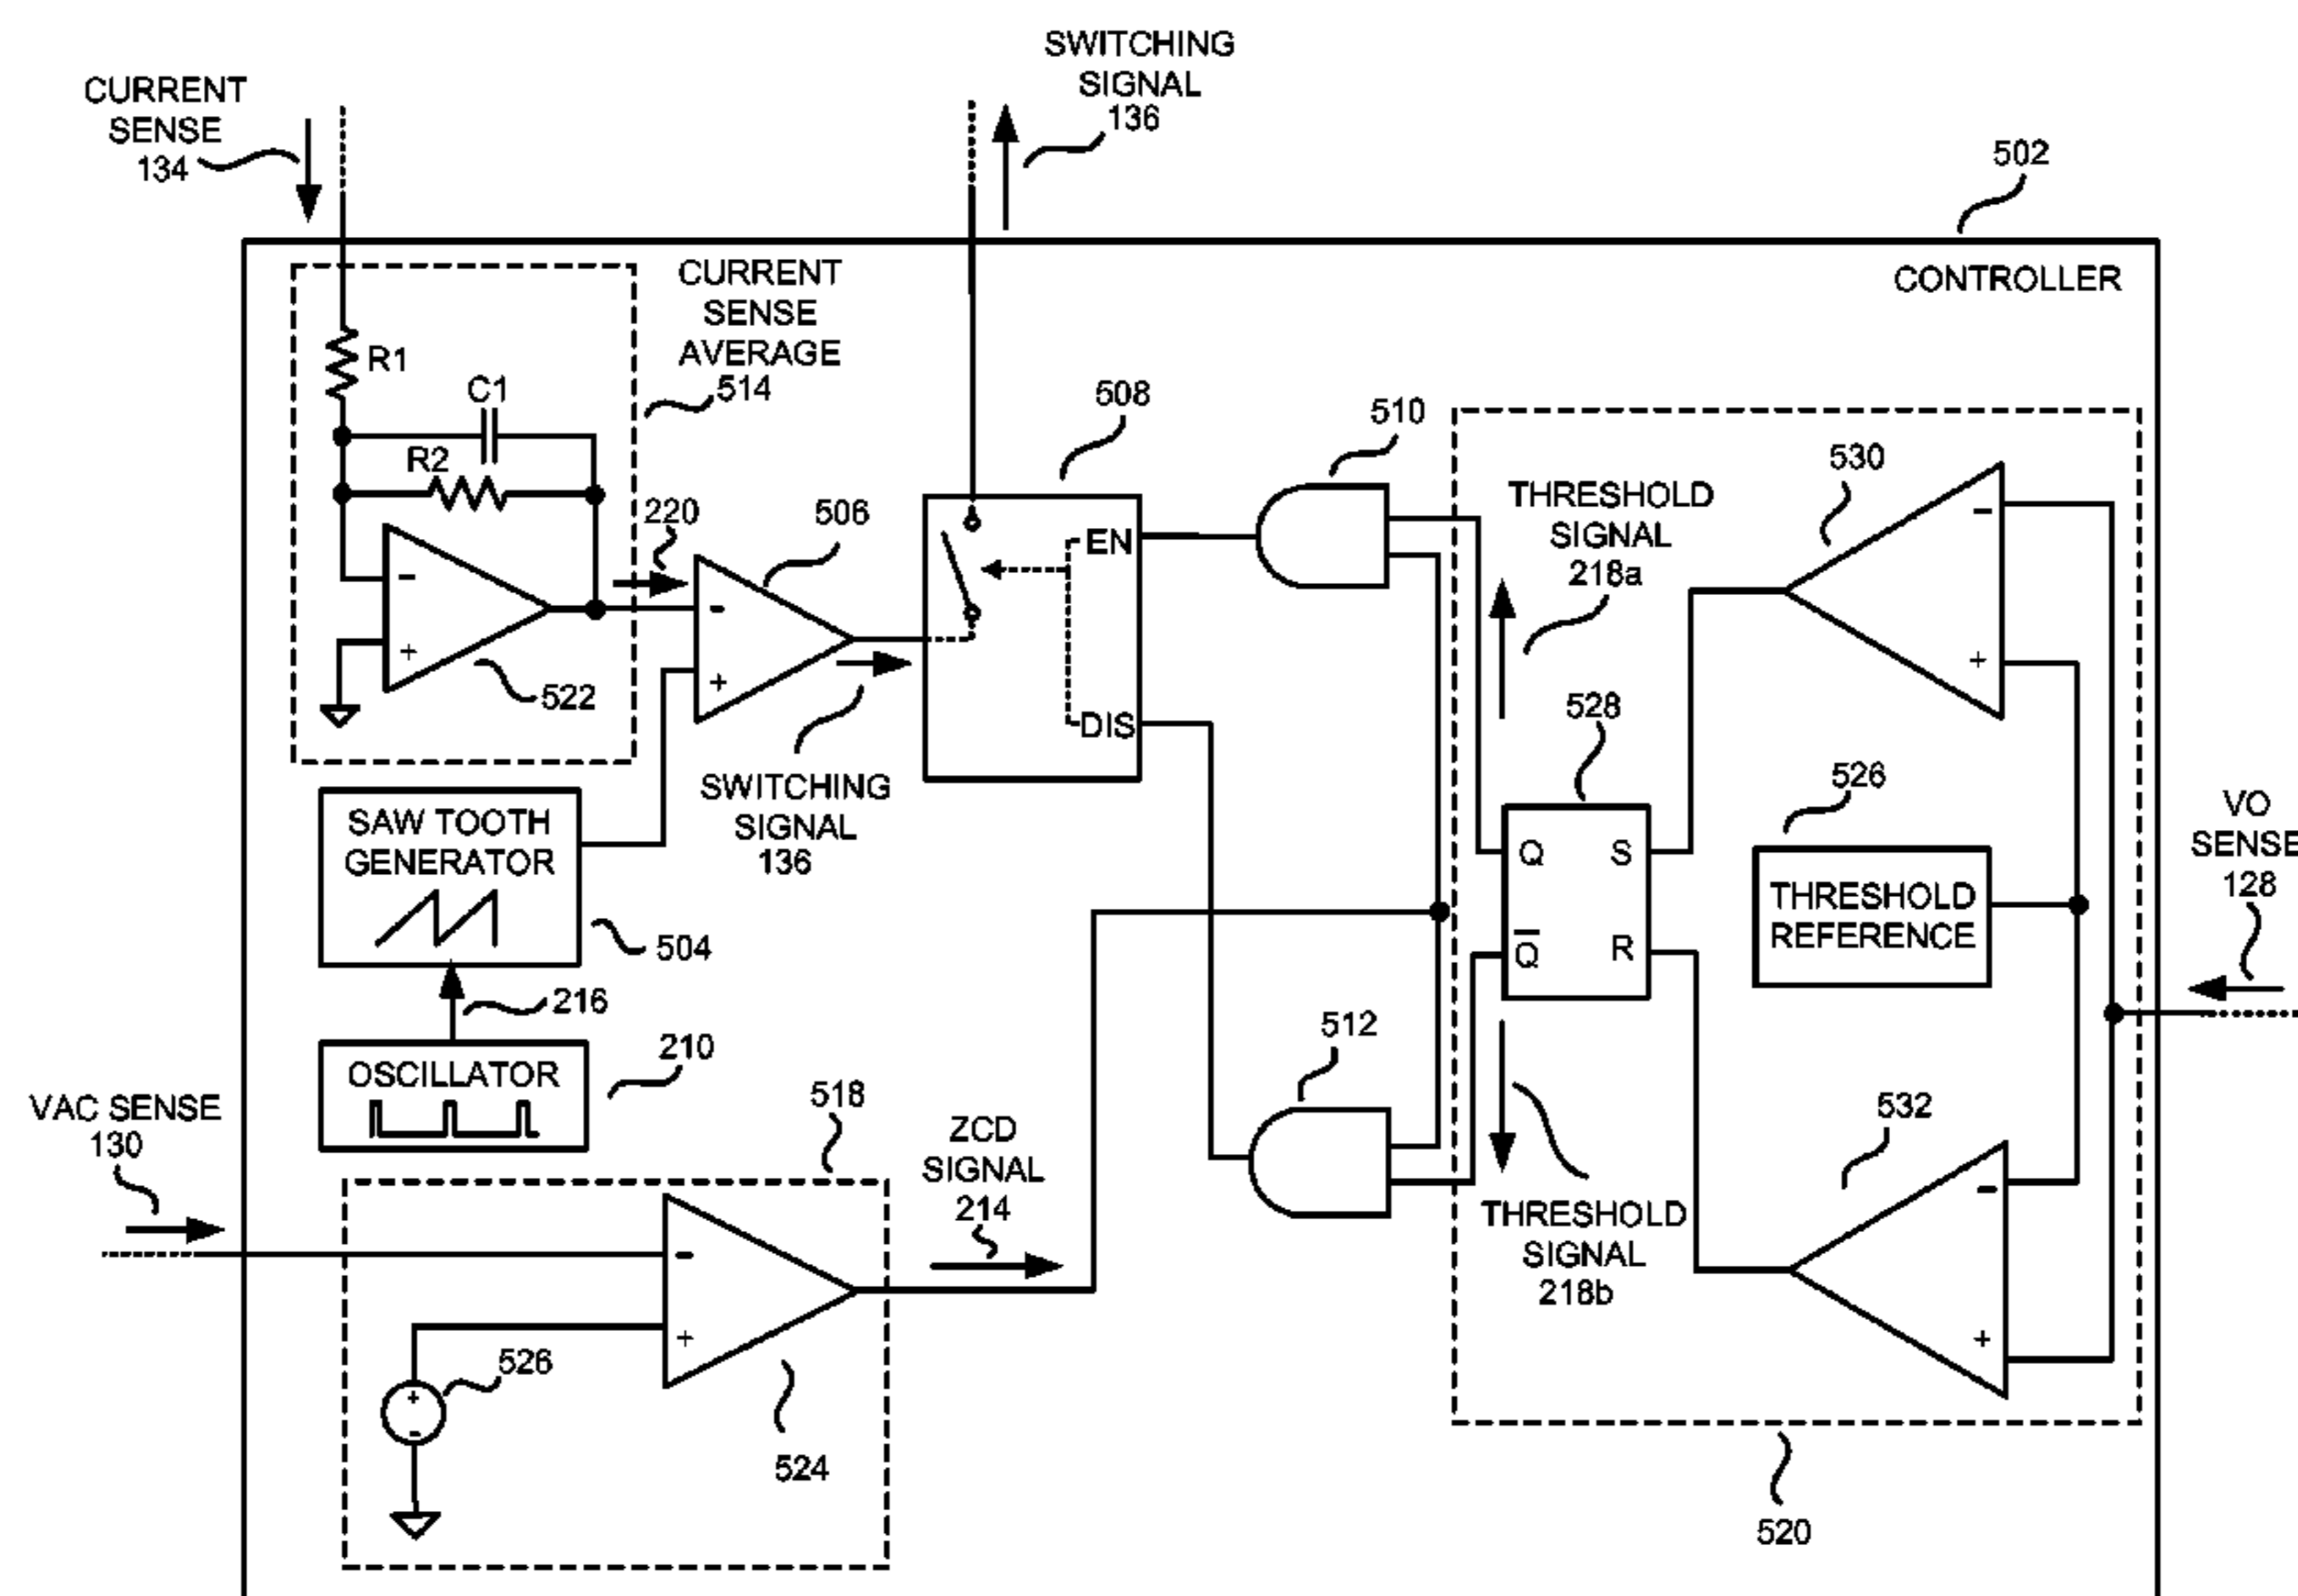 SWITCHING
SIGNAL
136
CURRENT
SENSE
134
502
CONTROLLER
CURRENT
SENSE
AVERAGE
514
R1
C1
R2
-
+
522
220
506
-
+
SWITCHING
SIGNAL
136
508
EN
DIS
510
THRESHOLD
SIGNAL
218a
530
-
+
528
Q
S
Q̅
R
526
THRESHOLD
REFERENCE
VO
SENSE
128
SAW TOOTH
GENERATOR
504
216
OSCILLATOR
210
VAC SENSE
130
518
ZCD
SIGNAL
214
-
+
526
+
-
524
512
THRESHOLD
SIGNAL
218b
532
-
+
520